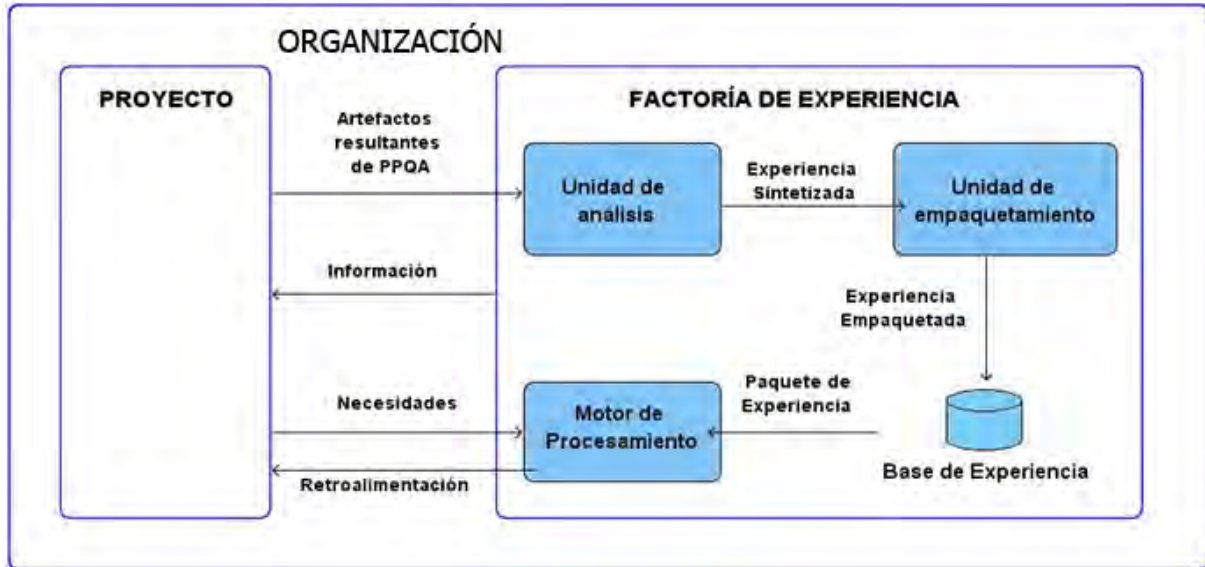 ORGANIZACIÓN
PROYECTO
FACTORÍA DE EXPERIENCIA
Artefactos
resultantes
de PPQA
Unidad de
análisis
Experiencia
Sintetizada
Unidad de
empaquetamiento
Información
Experiencia
Empaquetada
Necesidades
Motor de
Procesamiento
Paquete de
Experiencia
Retroalimentación
Base de Experiencia